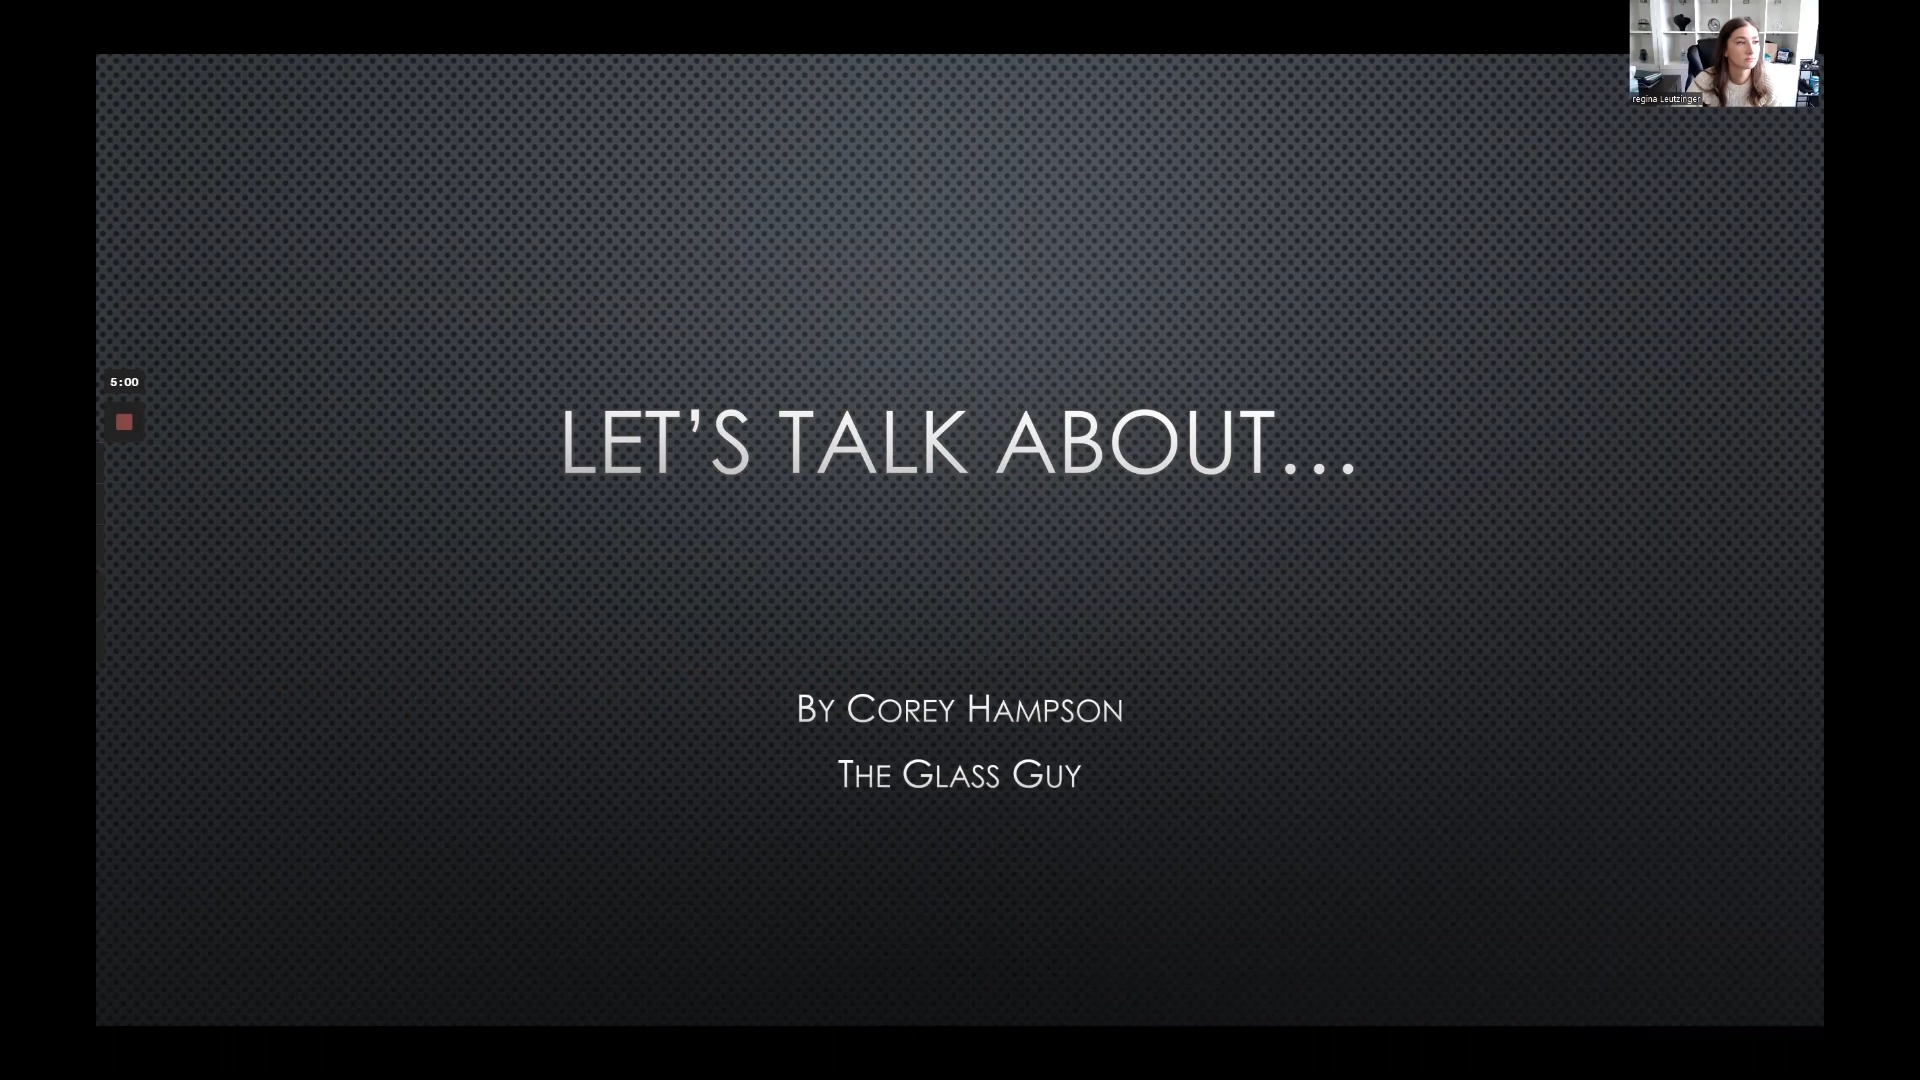 regina Leutzinger
5:00
LET’S TALK ABOUT…
BY COREY HAMPSON
THE GLASS GUY